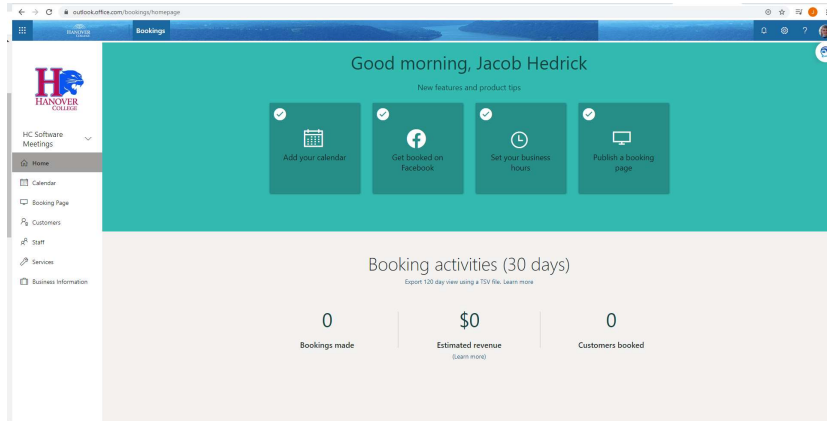 outlook.office.com/bookings/homepage
HANOVER
COLLEGE
Bookings
?
H
HANOVER
COLLEGE
HC Software
Meetings
Home
Calendar
Booking Page
Customers
Staff
Services
Business Information
Good morning, Jacob Hedrick
New features and product tips
Add your calendar
Get booked on
Facebook
Set your business
hours
Publish a booking
page
Booking activities (30 days)
Export 120 day view using a TSV file. Learn more
0
Bookings made
$0
Estimated revenue
(Learn more)
0
Customers booked